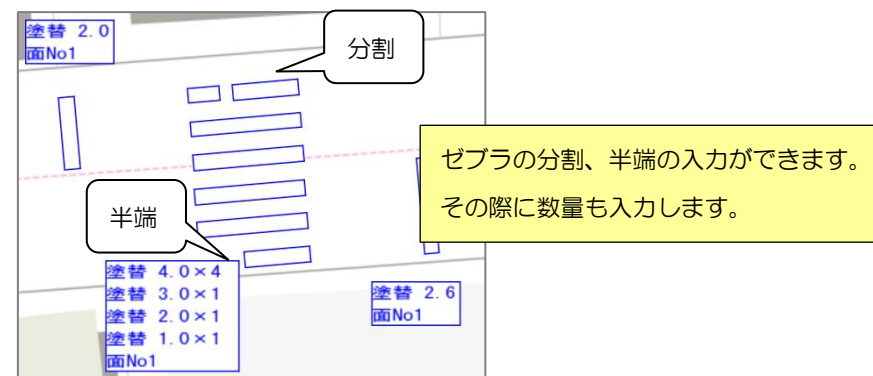 塗替 2.0
面No1
分割
ゼブラの分割、半端の入力ができます。
その際に数量も入力します。
半端
塗替 4.0×4
塗替 3.0×1
塗替 2.0×1
塗替 1.0×1
面No1
塗替 2.6
面No1